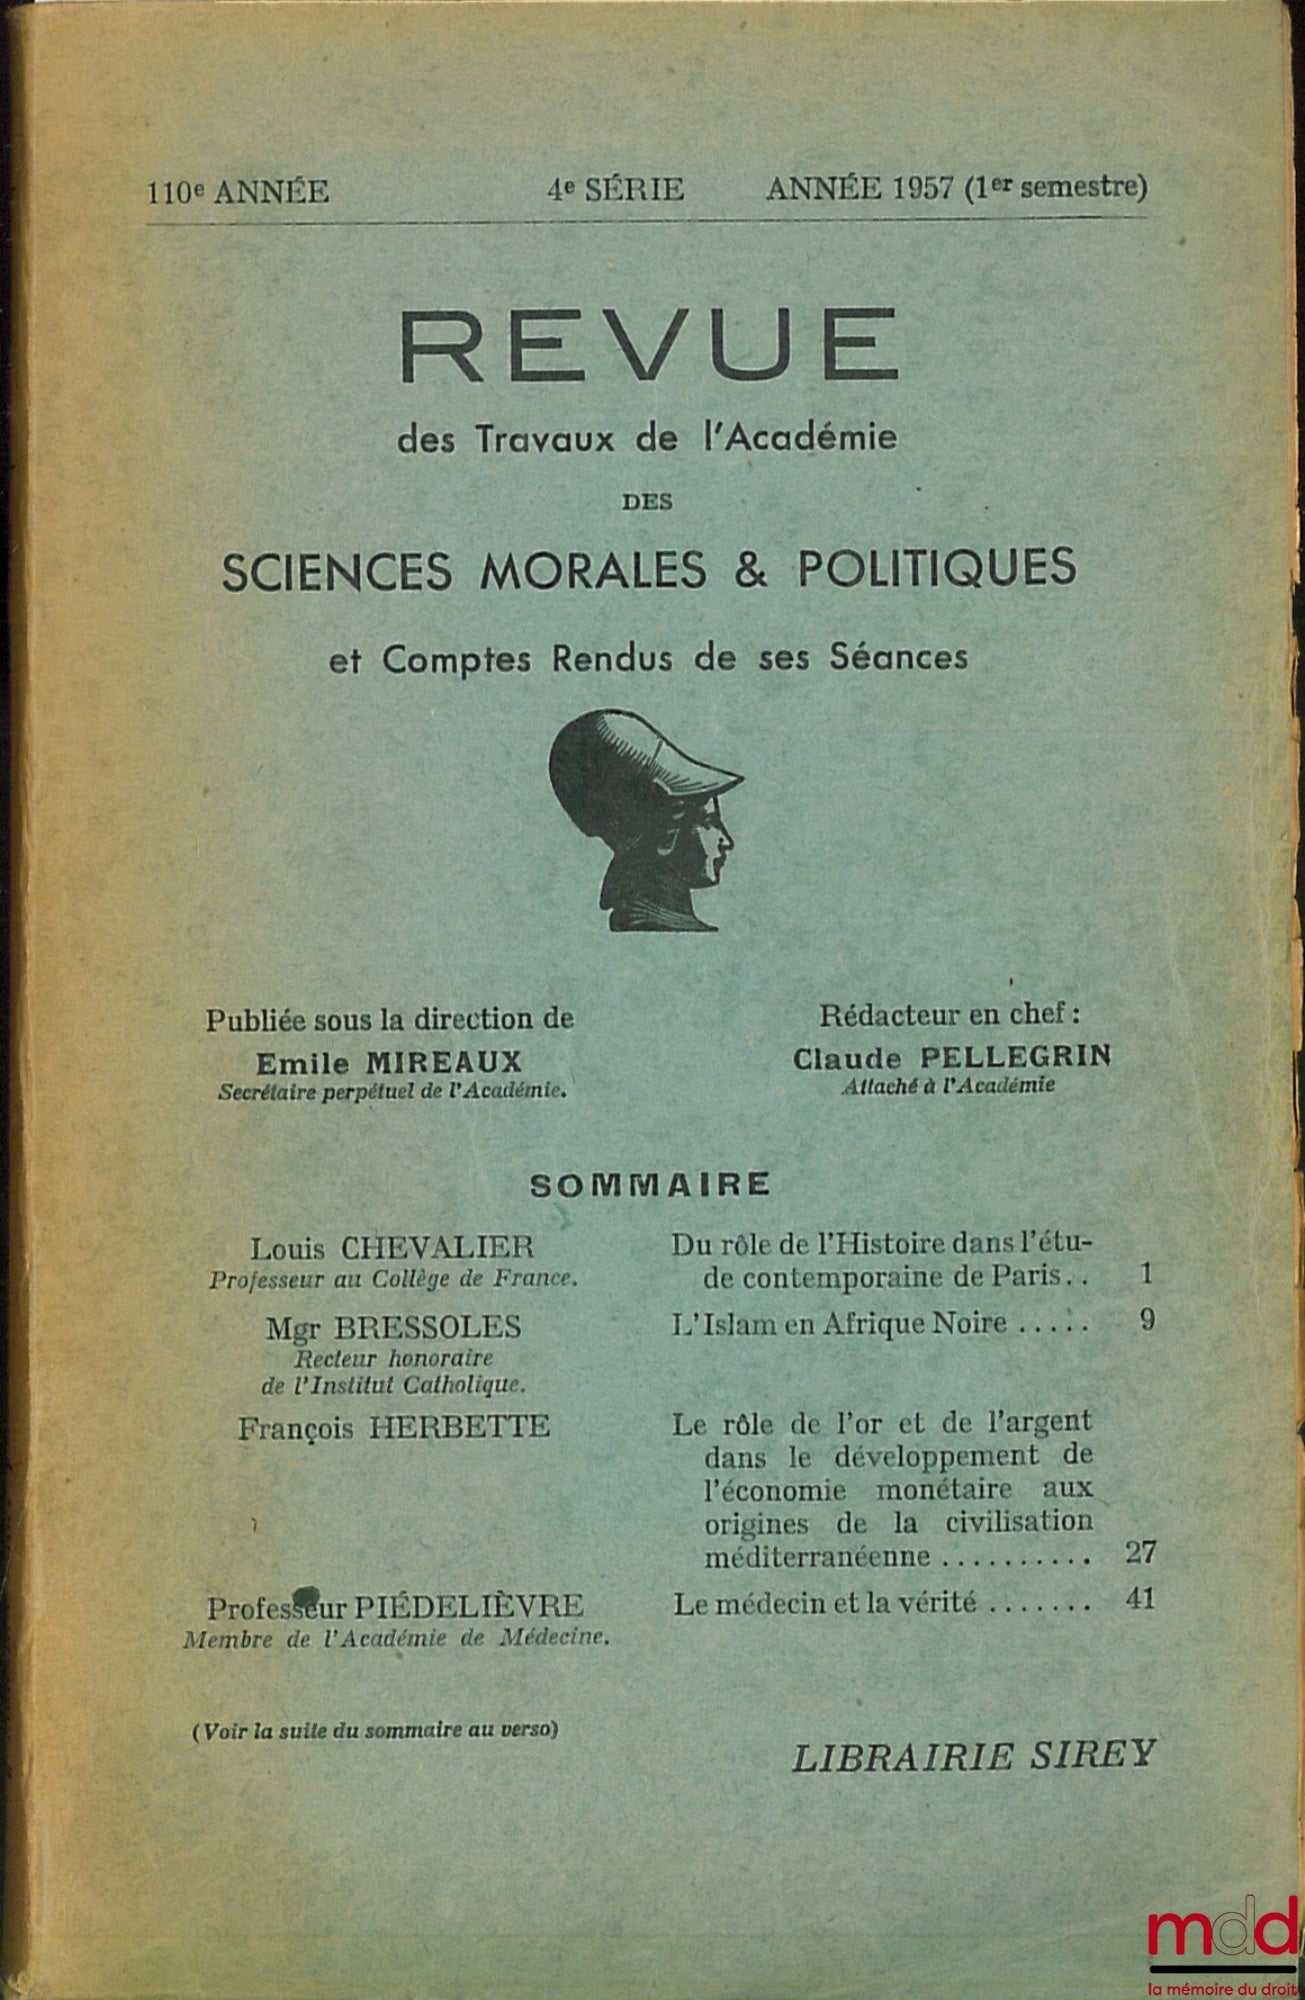 110e ANNÉE 4e SÉRIE ANNÉE 1957 (1er semestre)
REVUE
des Travaux de l'Académie
DES
SCIENCES MORALES & POLITIQUES
et Comptes Rendus de ses Séances
Publiée sous la direction de
Emile MIREAUX
Secrétaire perpétuel de l'Académie.
Rédacteur en chef :
Claude PELLEGRIN
Attaché à l'Académie
SOMMAIRE
Louis CHEVALIER
Professeur au Collège de France.
Du rôle de l'Histoire dans l'étu-
de contemporaine de Paris.. 1
Mgr BRESSOLES
Recteur honoraire
de l'Institut Catholique.
L'Islam en Afrique Noire ..... 9
François HERBETTE
Le rôle de l'or et de l'argent
dans le développement de
l'économie monétaire aux
origines de la civilisation
méditerranéenne .......... 27
Professeur PIÉDELIÈVRE
Membre de l'Académie de Médecine.
Le médecin et la vérité ....... 41
(Voir la suite du sommaire au verso)
LIBRAIRIE SIREY
mdd
la mémoire du droit